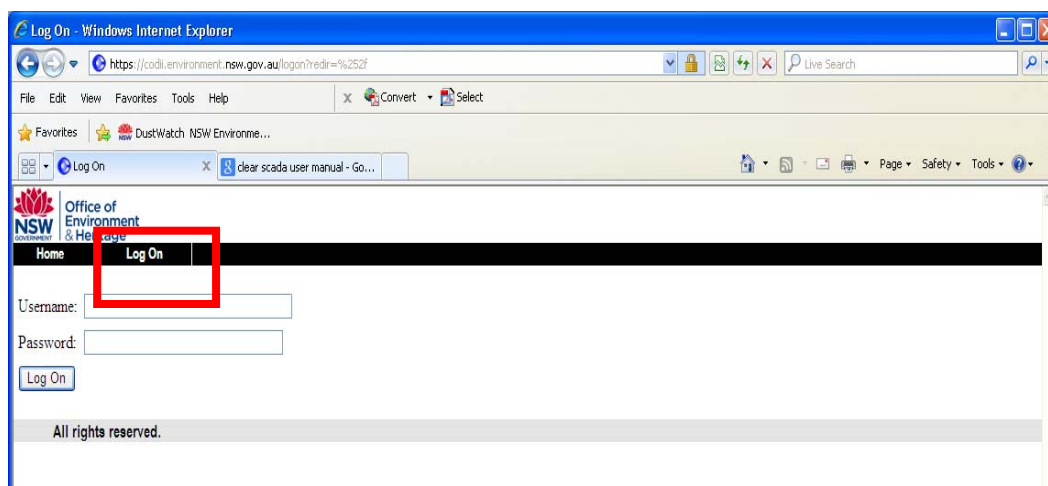 Log On - Windows Internet Explorer
https://codii.environment.nsw.gov.au/logon?redir=%252f
Live Search
File Edit View Favorites Tools Help
x Convert Select
Favorites DustWatch NSW Environme...
Log On X clear scada user manual - Go...
Page Safety Tools
NSW
GOVERNMENT
Office of
Environment
& Heritage
Home Log On
Username:
Password:
Log On
All rights reserved.